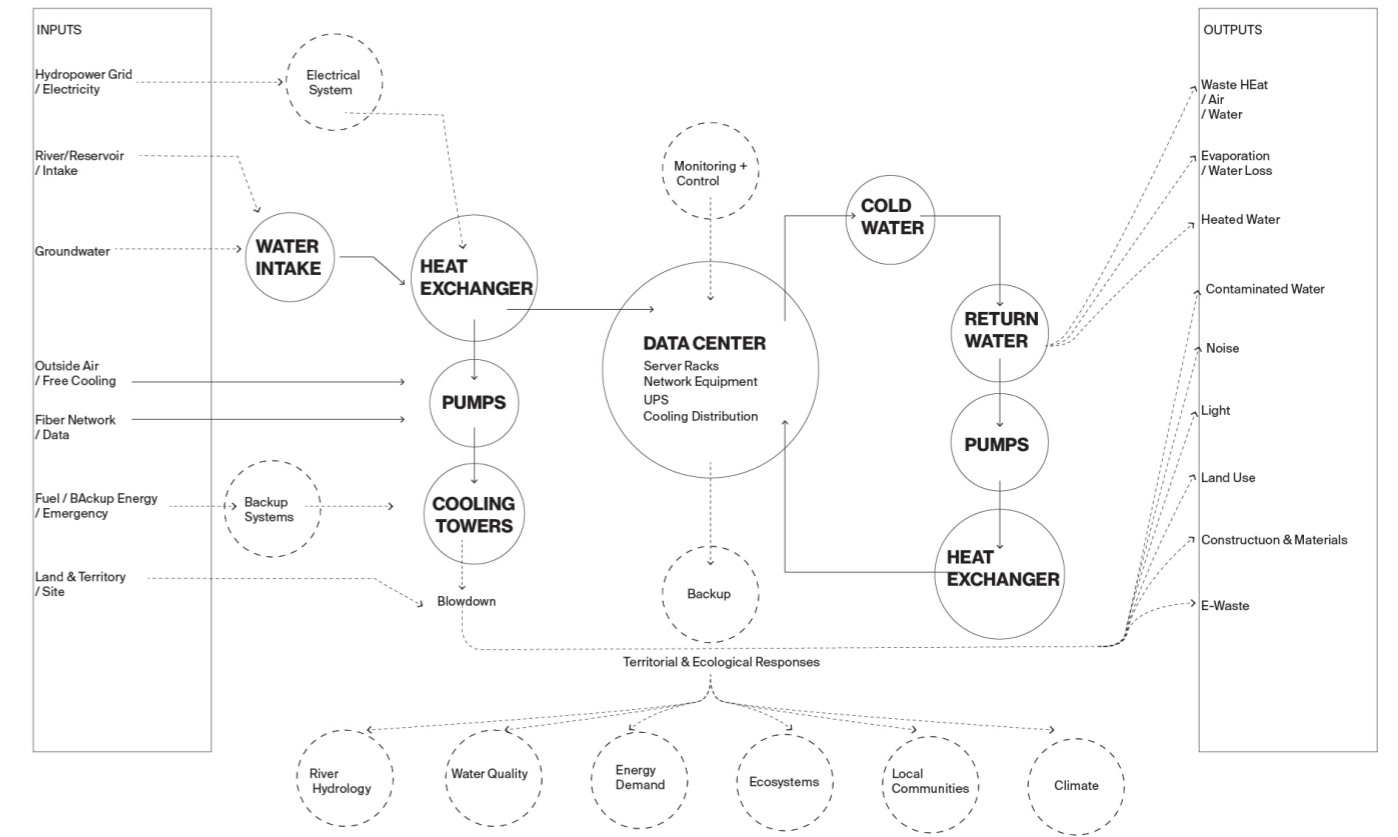 INPUTS
Hydropower Grid
/ Electricity
River/Reservoir
/ Intake
Groundwater
Outside Air
/ Free Cooling
Fiber Network
/ Data
Fuel / BAckup Energy
/ Emergency
Land & Territory
/ Site
Electrical
System
WATER
INTAKE
HEAT
EXCHANGER
PUMPS
Backup
Systems
COOLING
TOWERS
Blowdown
Monitoring +
Control
DATA CENTER
Server Racks
Network Equipment
UPS
Cooling Distribution
Backup
COLD
WATER
RETURN
WATER
PUMPS
HEAT
EXCHANGER
OUTPUTS
Waste HEat
/ Air
/ Water
Evaporation
/ Water Loss
Heated Water
Contaminated Water
Noise
Light
Land Use
Constructuon & Materials
E-Waste
Territorial & Ecological Responses
River
Hydrology
Water Quality
Energy
Demand
Ecosystems
Local
Communities
Climate